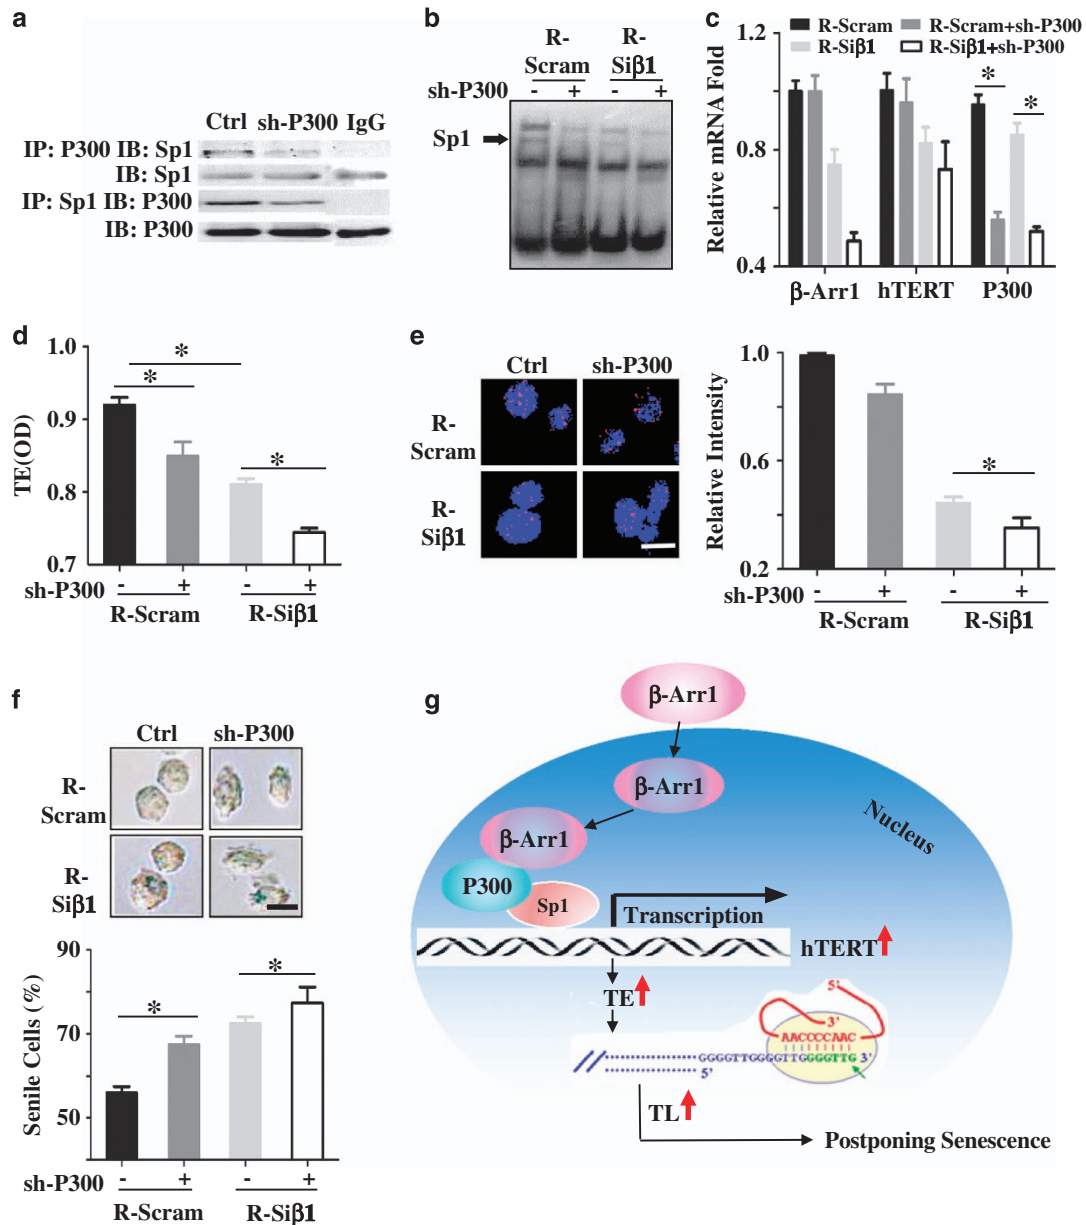 a
Ctrl sh-P300 IgG
IP: P300 IB: Sp1
IB: Sp1
IP: Sp1 IB: P300
IB: P300
b
R-Scram R-Siβ1
sh-P300 - + - +
Sp1
c
R-Scram R-Scram+sh-P300
R-Siβ1 R-Siβ1+sh-P300
Relative mRNA Fold
1.2
0.8
0.4
* *
β-Arr1 hTERT P300
d
TE(OD)
1.0
0.9
0.8
0.7
* * *
sh-P300 - + - +
R-Scram R-Siβ1
e
Ctrl sh-P300
R-
Scram
R-
Siβ1
Relative Intensity
1.0
0.6
0.2
*
sh-P300 - + - +
R-Scram R-Siβ1
f
Ctrl sh-P300
R-
Scram
R-
Siβ1
Senile Cells (%)
90
70
50
* *
sh-P300 - + - +
R-Scram R-Siβ1
g
β-Arr1
β-Arr1
β-Arr1
Nucleus
P300
Sp1
Transcription
hTERT
TE
5'
3'
AACCCCAAC
GGGGTTGGGGTTGGGGTTG 3'
5'
TL
Postponing Senescence